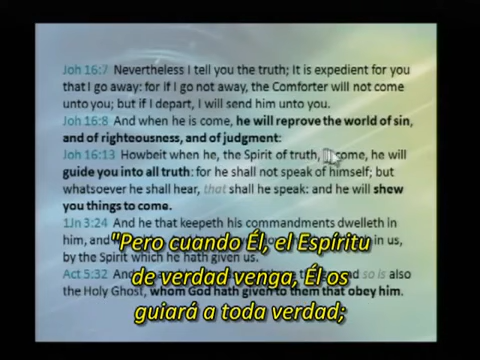 Joh 16:7 Nevertheless I tell you the truth; It is expedient for you
that I go away: for if I go not away, the Comforter will not come
unto you; but if I depart, I will send him unto you.
Joh 16:8 And when he is come, he will reprove the world of sin,
and of righteousness, and of judgment:
Joh 16:13 Howbeit when he, the Spirit of truth, is come, he will
guide you into all truth: for he shall not speak of himself; but
whatsoever he shall hear, that shall he speak: and he will shew
you things to come.
1Jn 3:24 And he that keepeth his commandments dwelleth in
him, and in us,
by the Spirit which he hath given us.
Act 5:32 And so is also
the Holy Ghost, whom God hath given to them that obey him.
"Pero cuando Él, el Espíritu
de verdad venga, Él os
guiará a toda verdad;